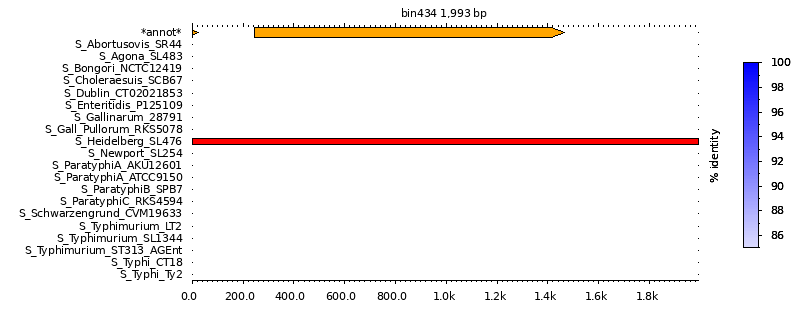 bin434 1,993 bp
*annot*
S_Abortusovis_SR44
S_Agona_SL483
S_Bongori_NCTC12419
S_Choleraesuis_SCB67
S_Dublin_CT02021853
S_Enteritidis_P125109
S_Gallinarum_28791
S_Gall_Pullorum_RKS5078
S_Heidelberg_SL476
S_Newport_SL254
S_ParatyphiA_AKU12601
S_ParatyphiA_ATCC9150
S_ParatyphiB_SPB7
S_ParatyphiC_RKS4594
S_Schwarzengrund_CVM19633
S_Typhimurium_LT2
S_Typhimurium_SL1344
S_Typhimurium_ST313_AGEnt
S_Typhi_CT18
S_Typhi_Ty2
0.0 200.0 400.0 600.0 800.0 1.0k 1.2k 1.4k 1.6k 1.8k
% identity
100
98
96
94
92
90
88
86